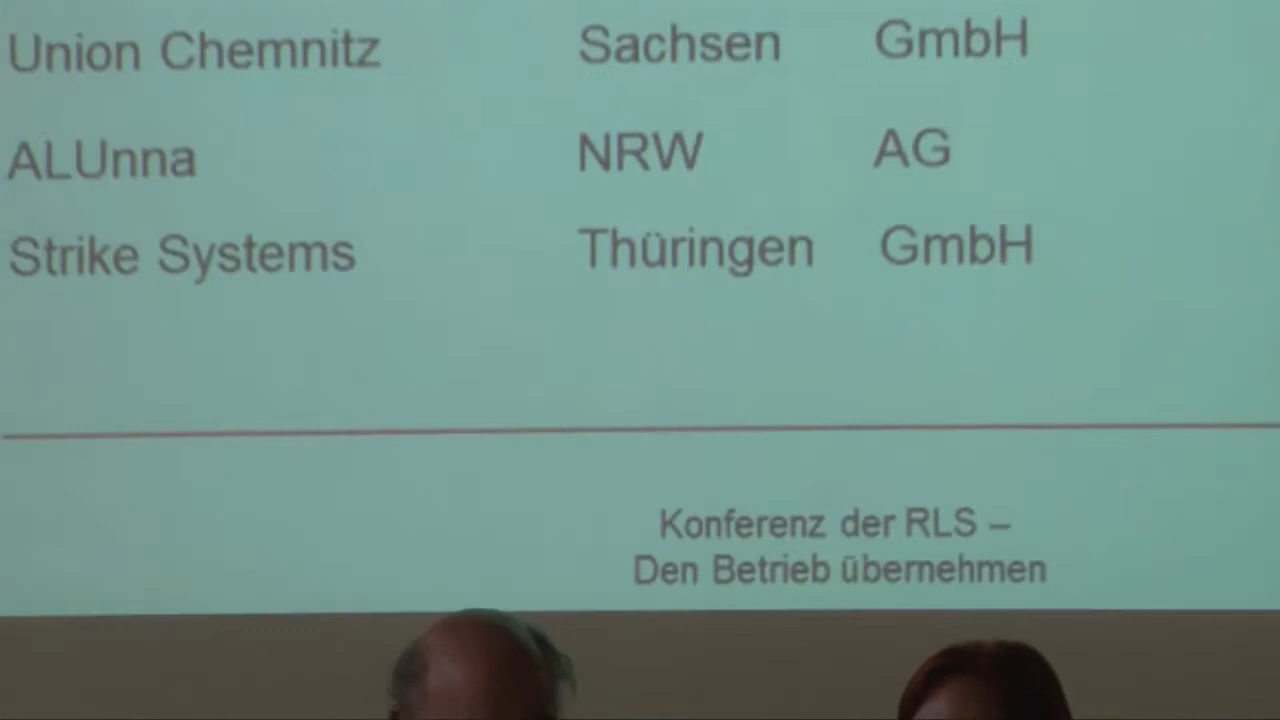 Union Chemnitz Sachsen GmbH
ALUnna NRW AG
Strike Systems Thüringen GmbH
Konferenz der RLS –
Den Betrieb übernehmen